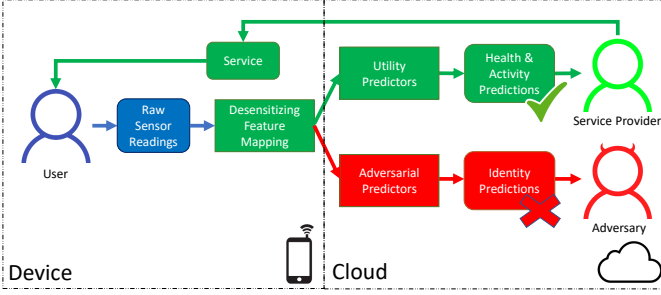 Service
Utility
Predictors
Health &
Activity
Predictions
Service Provider
Raw
Sensor
Readings
Desensitizing
Feature
Mapping
User
Adversarial
Predictors
Identity
Predictions
Adversary
Device
Cloud